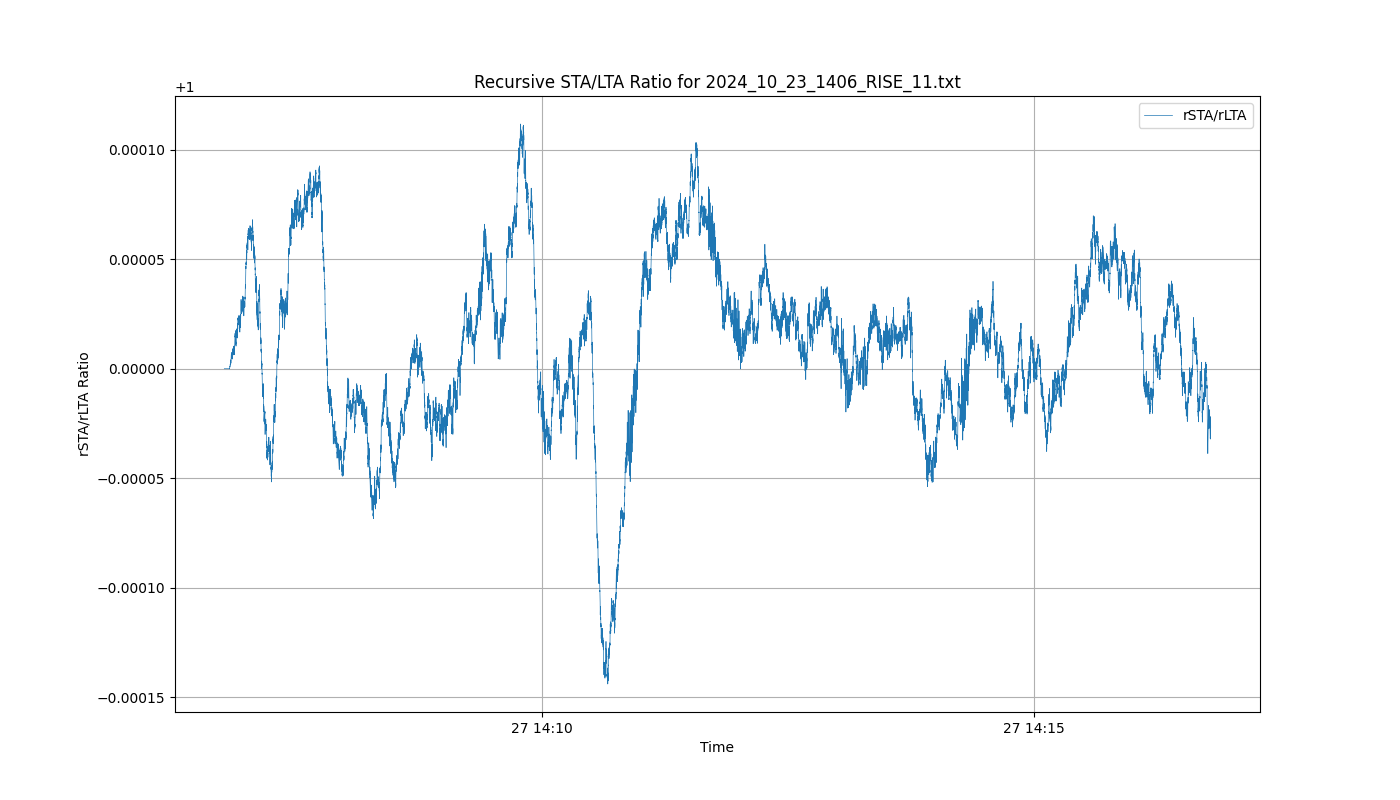 Recursive STA/LTA Ratio for 2024_10_23_1406_RISE_11.txt
+1
rSTA/rLTA
0.00010
0.00005
0.00000
−0.00005
−0.00010
−0.00015
rSTA/rLTA Ratio
27 14:10
27 14:15
Time